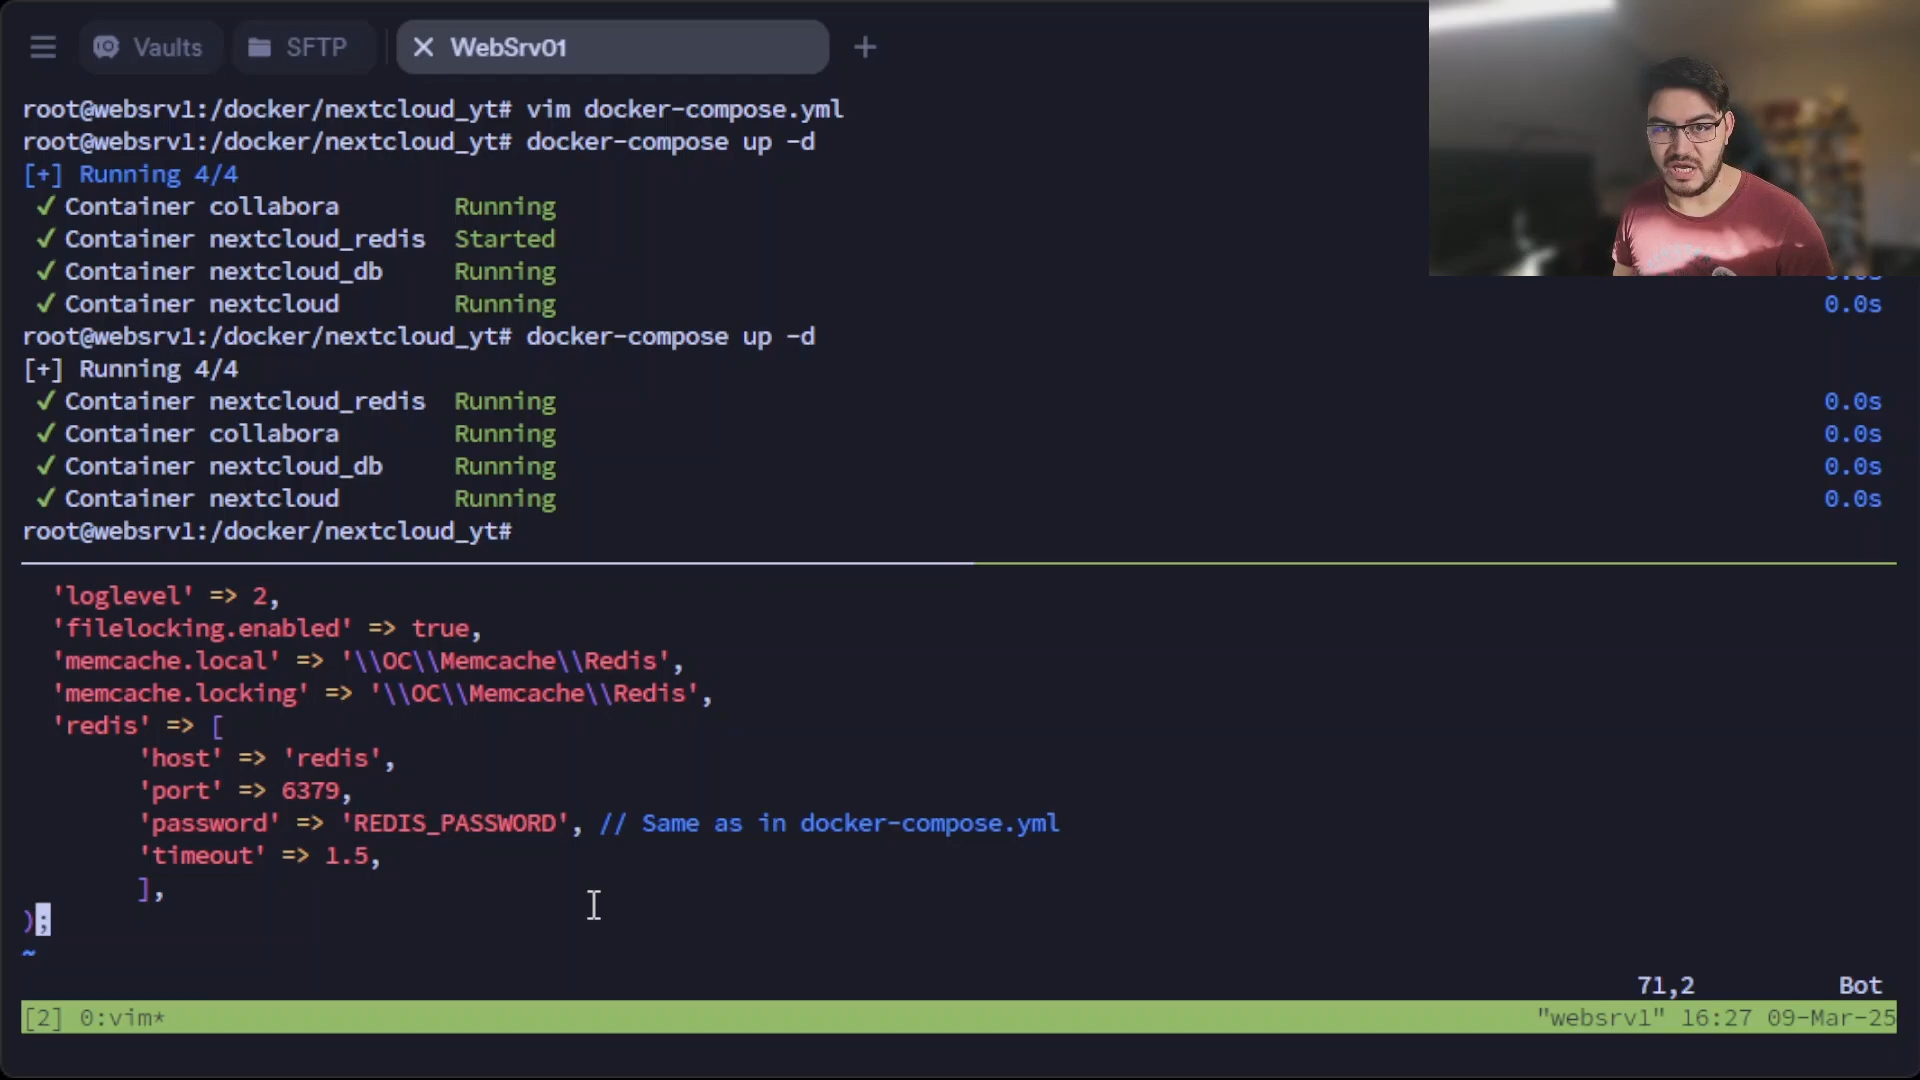 Vaults SFTP WebSrv01
root@websrv1:/docker/nextcloud_yt# vim docker-compose.yml
root@websrv1:/docker/nextcloud_yt# docker-compose up -d
[+] Running 4/4
✓ Container collabora Running
✓ Container nextcloud_redis Started
✓ Container nextcloud_db Running 0.0s
✓ Container nextcloud Running 0.0s
root@websrv1:/docker/nextcloud_yt# docker-compose up -d
[+] Running 4/4
✓ Container nextcloud_redis Running 0.0s
✓ Container collabora Running 0.0s
✓ Container nextcloud_db Running 0.0s
✓ Container nextcloud Running 0.0s
root@websrv1:/docker/nextcloud_yt#
'loglevel' => 2,
'filelocking.enabled' => true,
'memcache.local' => '\\OC\\Memcache\\Redis',
'memcache.locking' => '\\OC\\Memcache\\Redis',
'redis' => [
'host' => 'redis',
'port' => 6379,
'password' => 'REDIS_PASSWORD', // Same as in docker-compose.yml
'timeout' => 1.5,
],
);
~
71,2 Bot
[2] 0:vim* "websrv1" 16:27 09-Mar-25